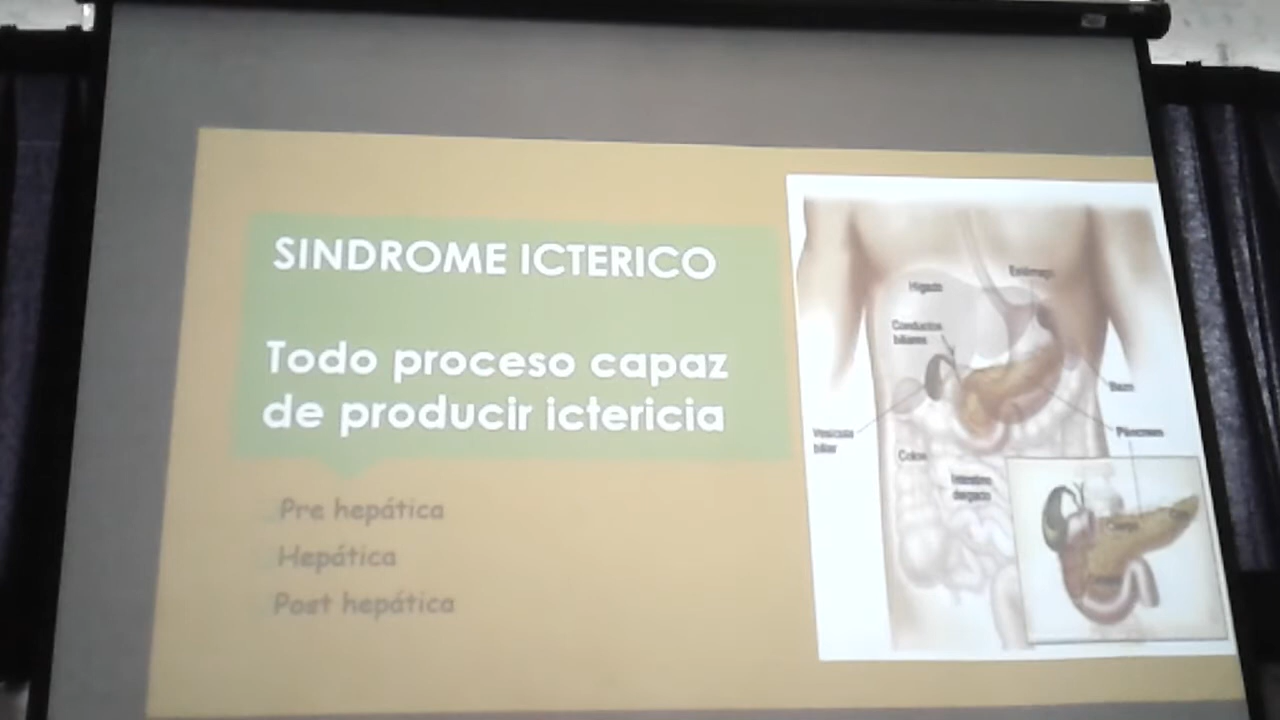 SINDROME ICTERICO
Todo proceso capaz
de producir ictericia
Pre hepática
Hepática
Post hepática
Hígado
Estómago
Conductos
biliares
Bazo
Vesícula
biliar
Páncreas
Colon
Intestino
delgado